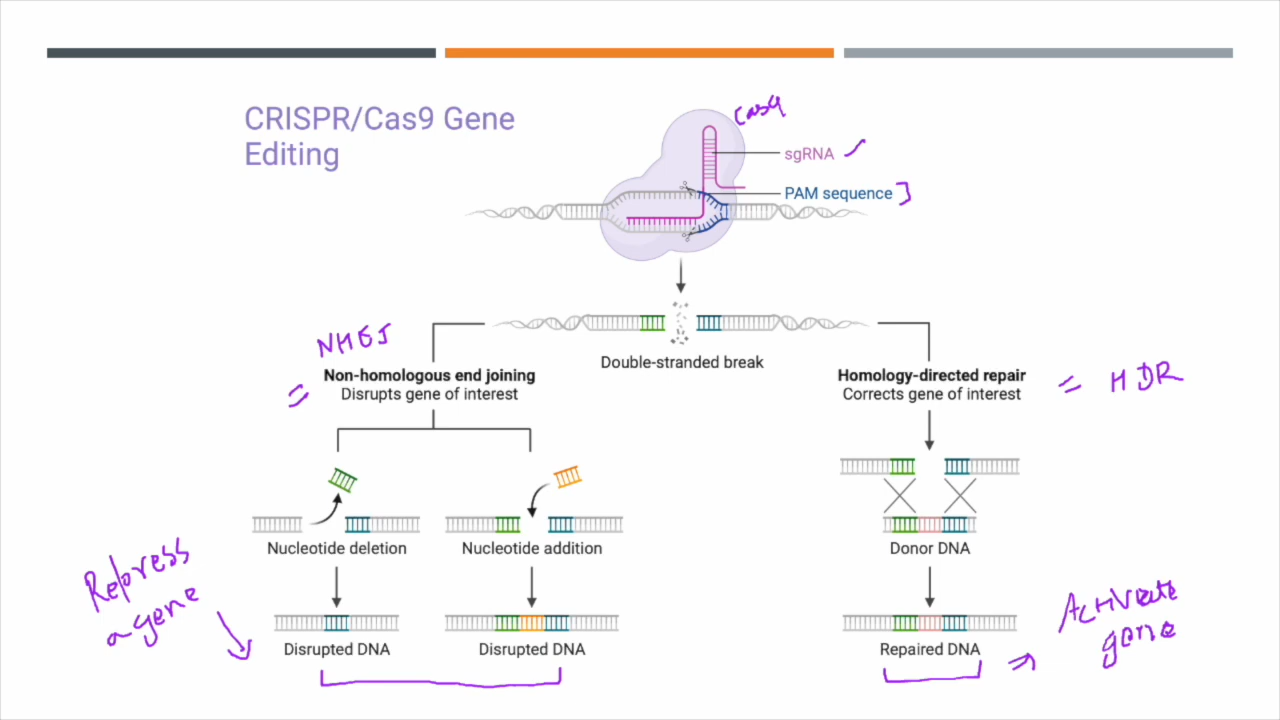 CRISPR/Cas9 Gene
Editing
Cas9
sgRNA
PAM sequence
Double-stranded break
NHEJ
Non-homologous end joining
Disrupts gene of interest
Homology-directed repair
Corrects gene of interest
= HDR
Nucleotide deletion
Nucleotide addition
Donor DNA
Repress
a gene
Disrupted DNA
Disrupted DNA
Repaired DNA
Activate
gene